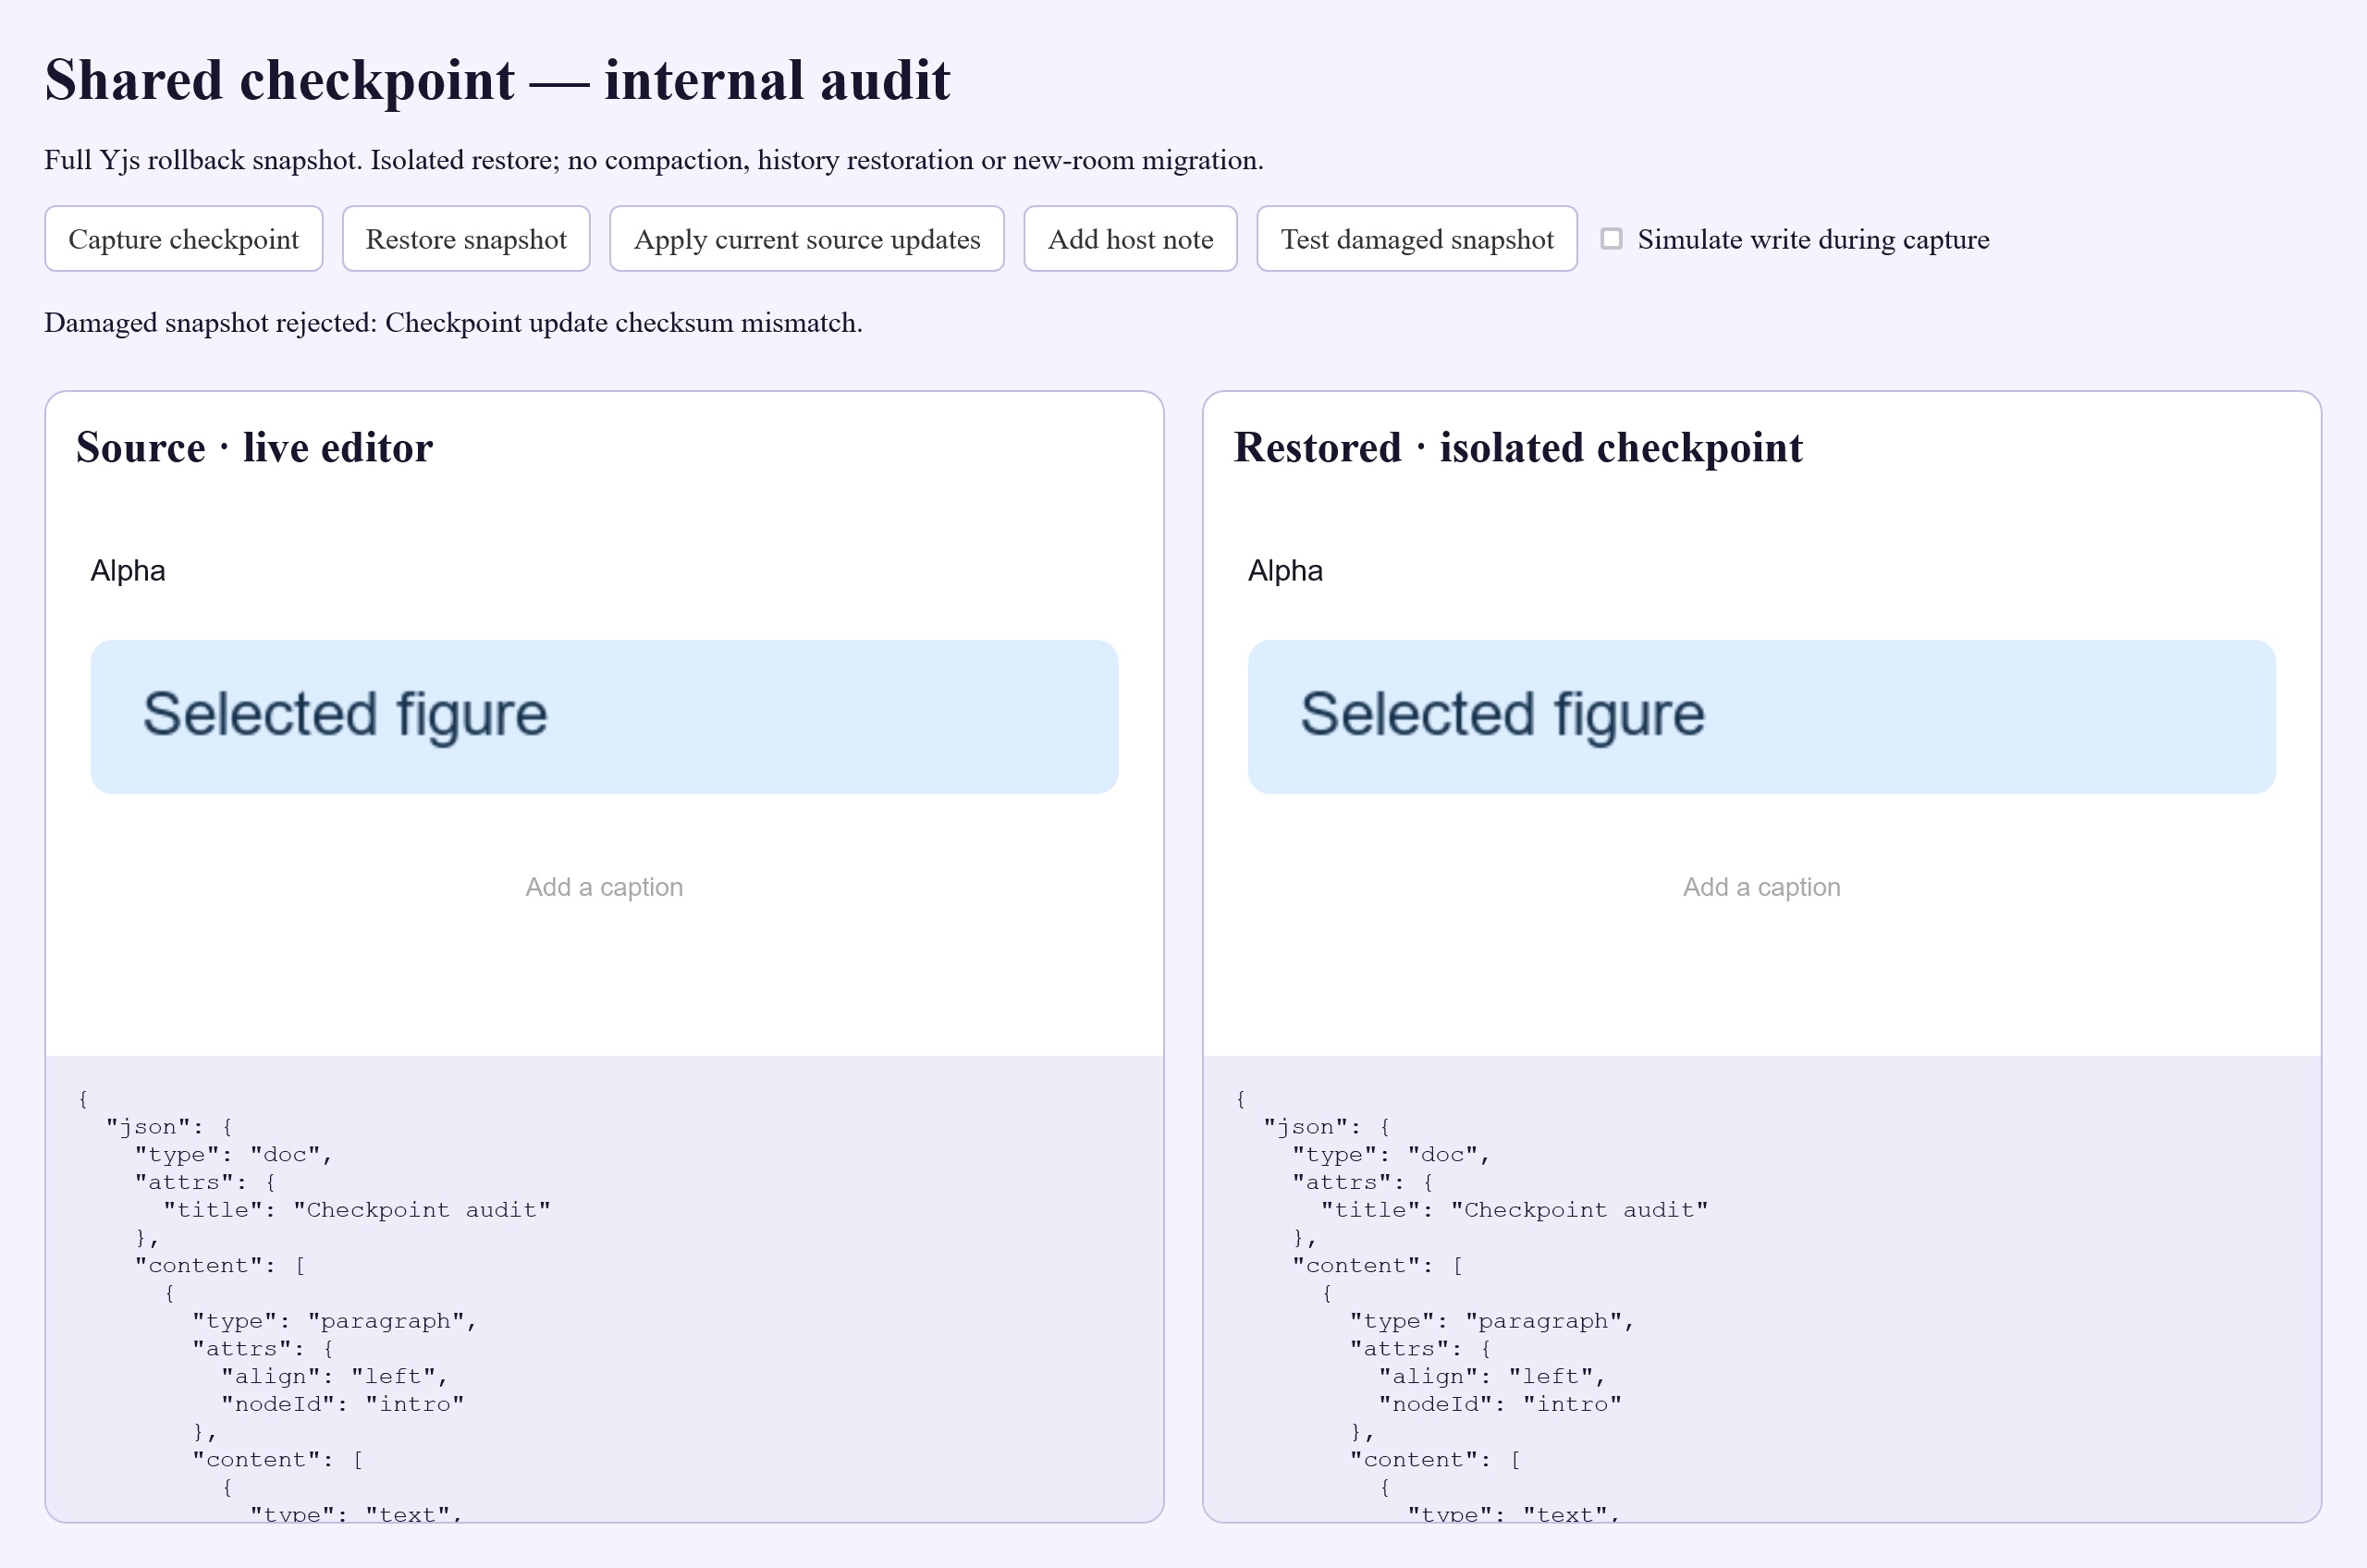 Shared checkpoint — internal audit
Full Yjs rollback snapshot. Isolated restore; no compaction, history restoration or new-room migration.
Capture checkpoint
Restore snapshot
Apply current source updates
Add host note
Test damaged snapshot
Simulate write during capture
Damaged snapshot rejected: Checkpoint update checksum mismatch.
Source · live editor
Alpha
Selected figure
Add a caption
{
  "json": {
    "type": "doc",
    "attrs": {
      "title": "Checkpoint audit"
    },
    "content": [
      {
        "type": "paragraph",
        "attrs": {
          "align": "left",
          "nodeId": "intro"
        },
        "content": [
          {
            "type": "text",
Restored · isolated checkpoint
Alpha
Selected figure
Add a caption
{
  "json": {
    "type": "doc",
    "attrs": {
      "title": "Checkpoint audit"
    },
    "content": [
      {
        "type": "paragraph",
        "attrs": {
          "align": "left",
          "nodeId": "intro"
        },
        "content": [
          {
            "type": "text",